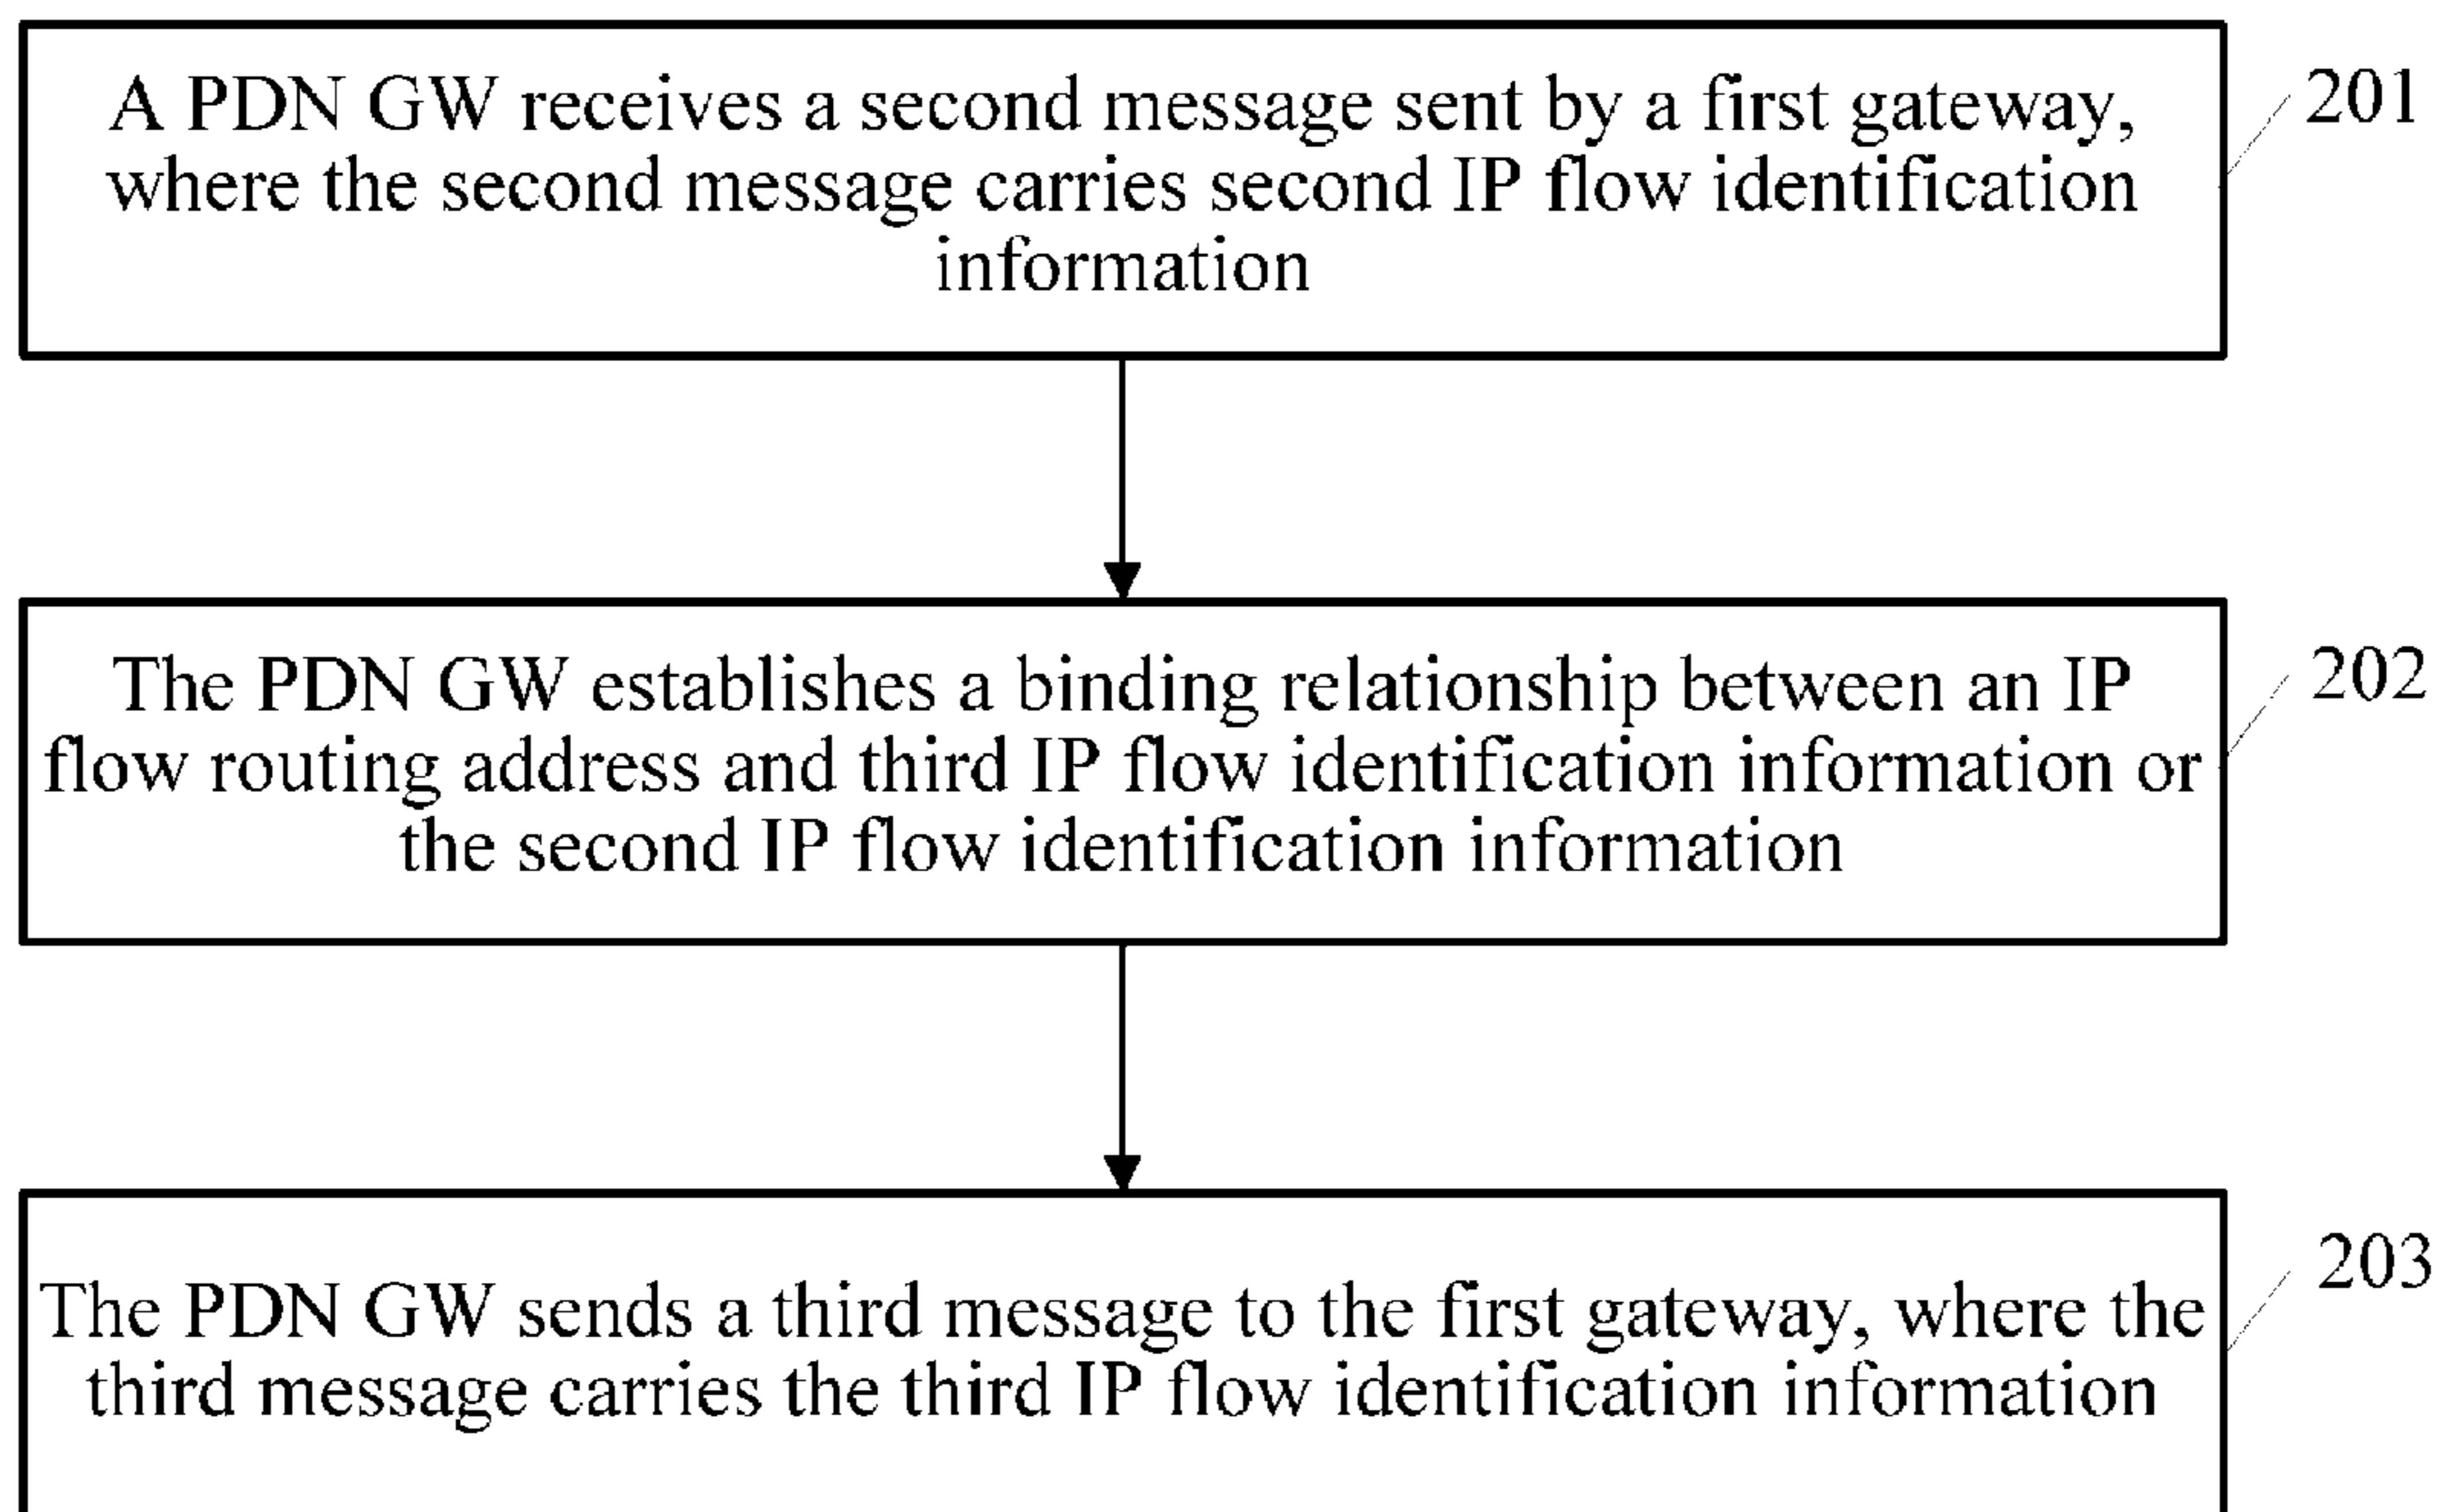 A PDN GW receives a second message sent by a first gateway,
where the second message carries second IP flow identification
information
201
The PDN GW establishes a binding relationship between an IP
flow routing address and third IP flow identification information or
the second IP flow identification information
202
The PDN GW sends a third message to the first gateway, where the
third message carries the third IP flow identification information
203